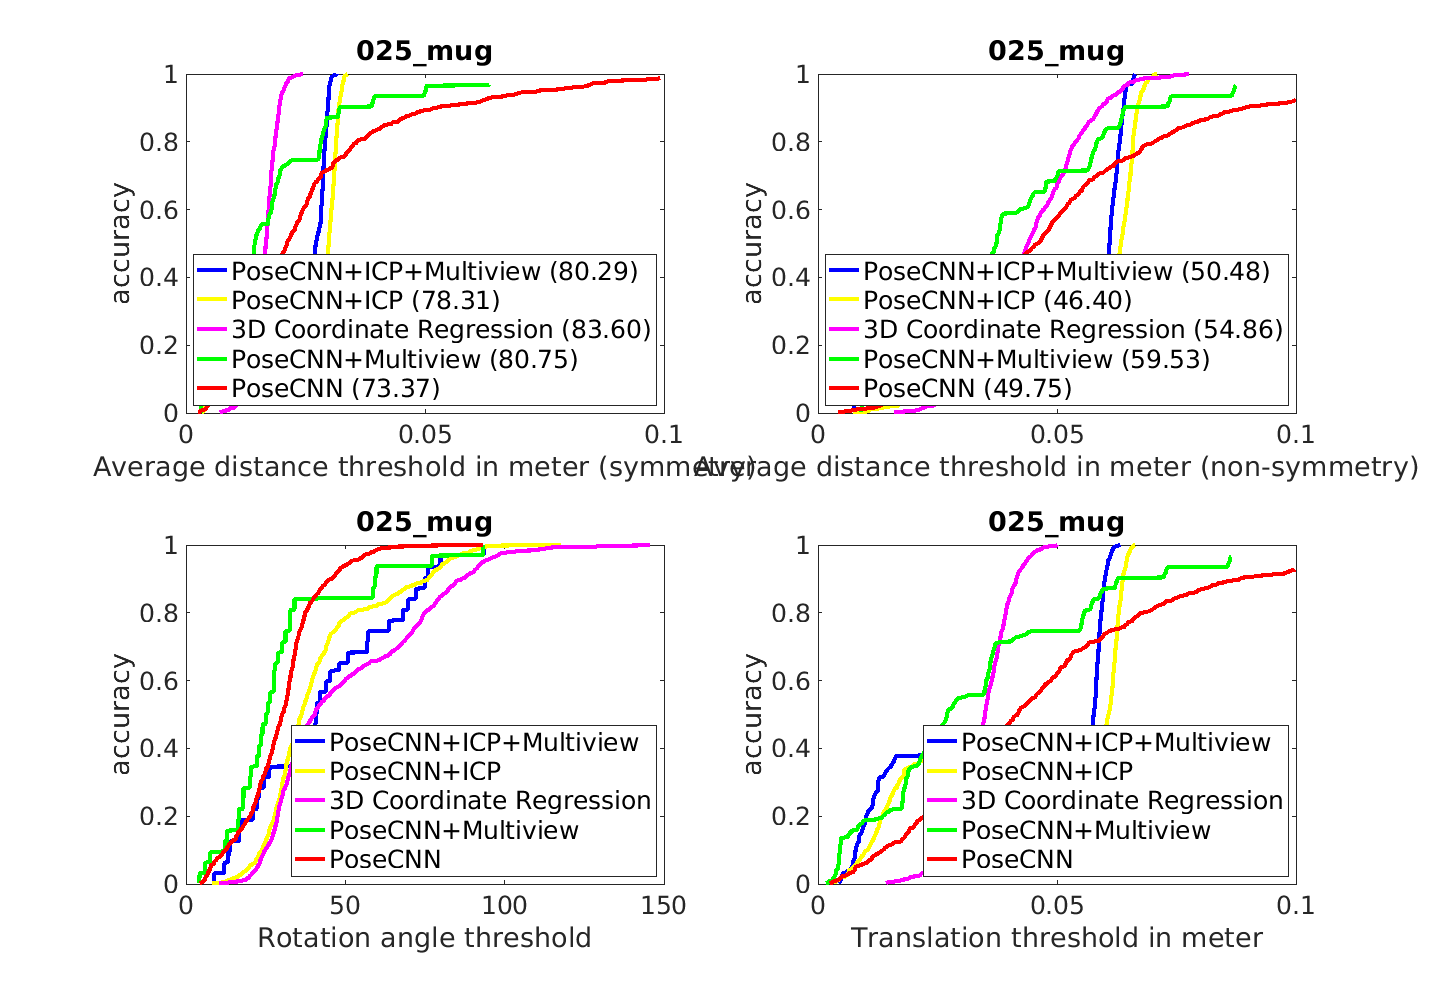 025_mug
1
0.8
0.6
0.4
0.2
0
accuracy
PoseCNN+ICP+Multiview (80.29)
PoseCNN+ICP (78.31)
3D Coordinate Regression (83.60)
PoseCNN+Multiview (80.75)
PoseCNN (73.37)
0 0.05 0.1
Average distance threshold in meter (symmetry)
025_mug
1
0.8
0.6
0.4
0.2
0
accuracy
PoseCNN+ICP+Multiview (50.48)
PoseCNN+ICP (46.40)
3D Coordinate Regression (54.86)
PoseCNN+Multiview (59.53)
PoseCNN (49.75)
0 0.05 0.1
Average distance threshold in meter (non-symmetry)
025_mug
1
0.8
0.6
0.4
0.2
0
accuracy
PoseCNN+ICP+Multiview
PoseCNN+ICP
3D Coordinate Regression
PoseCNN+Multiview
PoseCNN
0 50 100 150
Rotation angle threshold
025_mug
1
0.8
0.6
0.4
0.2
0
accuracy
PoseCNN+ICP+Multiview
PoseCNN+ICP
3D Coordinate Regression
PoseCNN+Multiview
PoseCNN
0 0.05 0.1
Translation threshold in meter